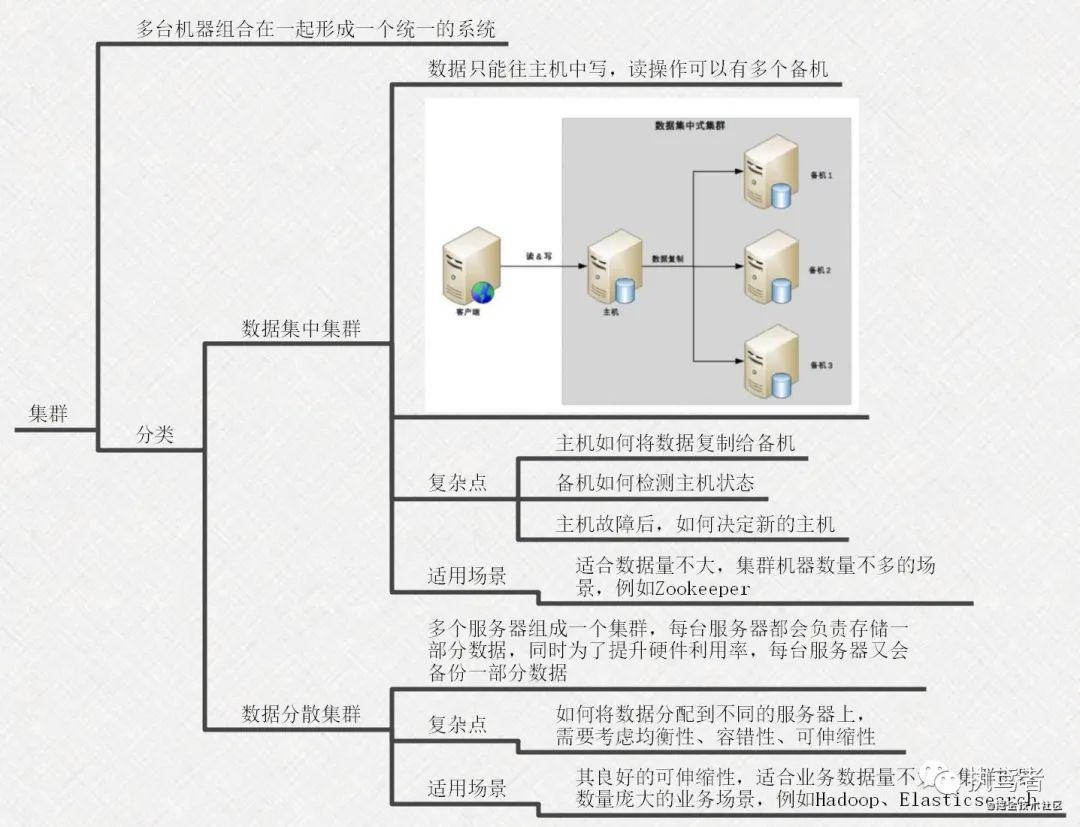 多台机器组合在一起形成一个统一的系统
数据只能往主机中写，读操作可以有多个备机
数据集中式集群
备机1
读&写
数据复制
备机2
客户端
主机
备机3
数据集中集群
集群
分类
主机如何将数据复制给备机
复杂点
备机如何检测主机状态
主机故障后，如何决定新的主机
适用场景
适合数据量不大，集群机器数量不多的场
景，例如Zookeeper
多个服务器组成一个集群，每台服务器都会负责存储一
部分数据，同时为了提升硬件利用率，每台服务器又会
备份一部分数据
数据分散集群
复杂点
如何将数据分配到不同的服务器上，
需要考虑均衡性、容错性、可伸缩性
适用场景
其良好的可伸缩性，适合业务数据量不 集群
数量庞大的业务场景，例如Hadoop、Elasticsearch
执鸢者
@稀土掘金技术社区